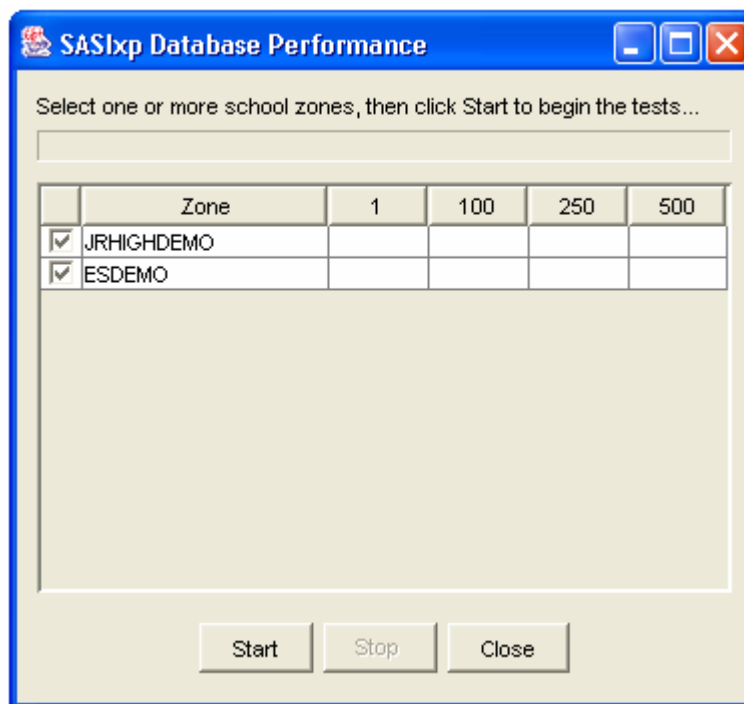 SASIxp Database Performance
Select one or more school zones, then click Start to begin the tests...
Zone 1 100 250 500
JRHIGHDEMO
ESDEMO
Start Stop Close